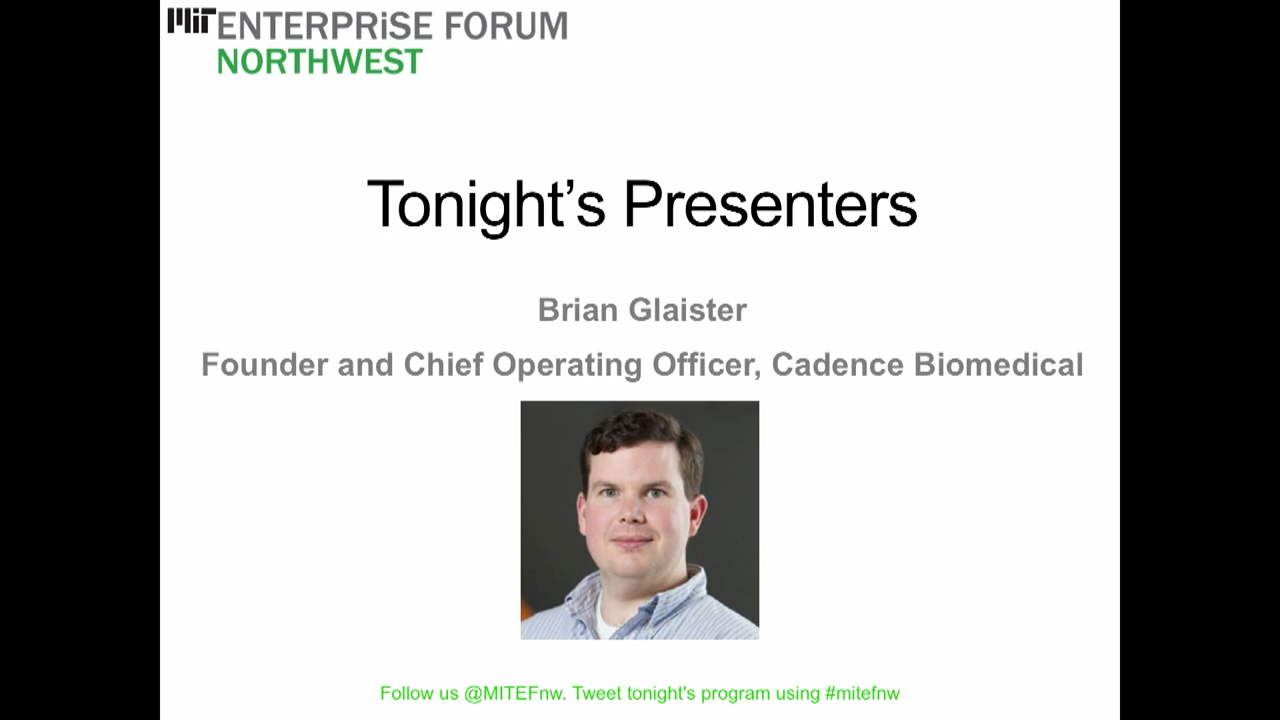 MIT ENTERPRiSE FORUM
NORTHWEST
Tonight’s Presenters
Brian Glaister
Founder and Chief Operating Officer, Cadence Biomedical
Follow us @MITEFnw. Tweet tonight's program using #mitefnw